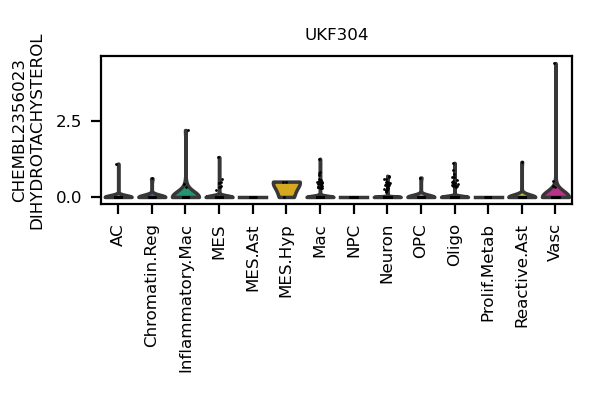 UKF304
CHEMBL2356023
DIHYDROTACHYSTEROL
2.5
0.0
AC
Chromatin.Reg
Inflammatory.Mac
MES
MES.Ast
MES.Hyp
Mac
NPC
Neuron
OPC
Oligo
Prolif.Metab
Reactive.Ast
Vasc